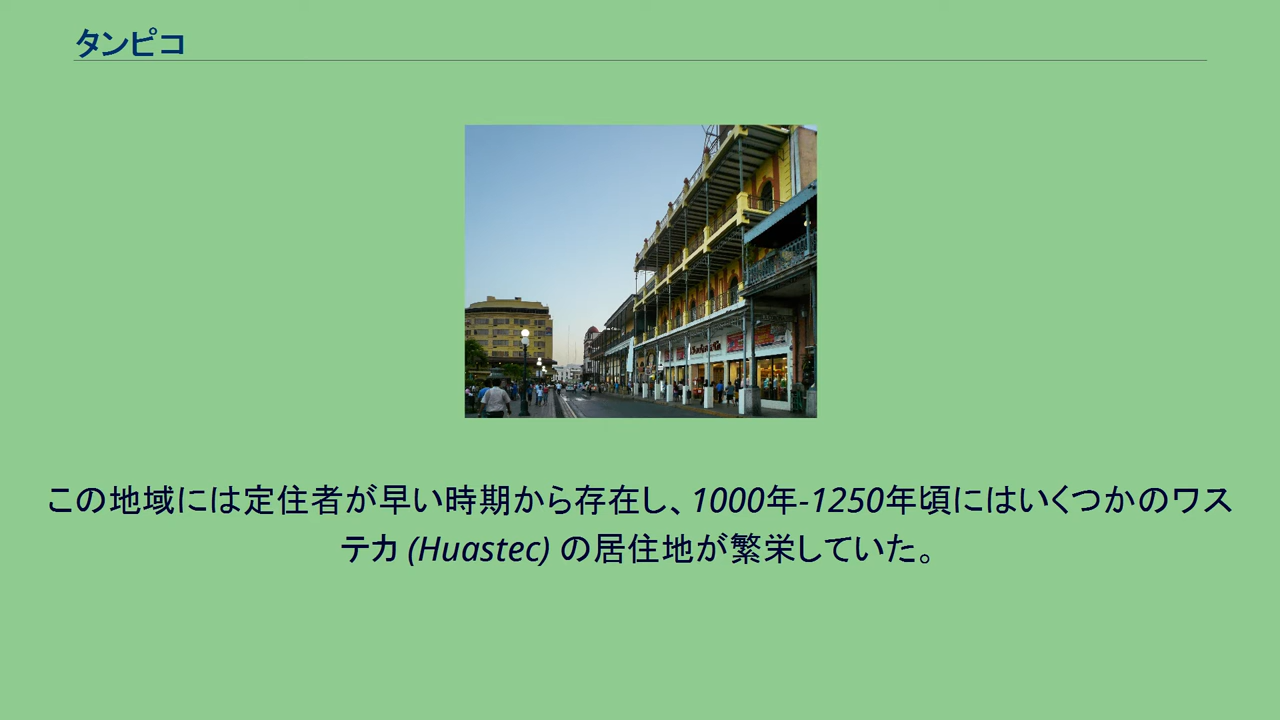 タンピコ
この地域には定住者が早い時期から存在し、1000年-1250年頃にはいくつかのワス
テカ (Huastec) の居住地が繁栄していた。